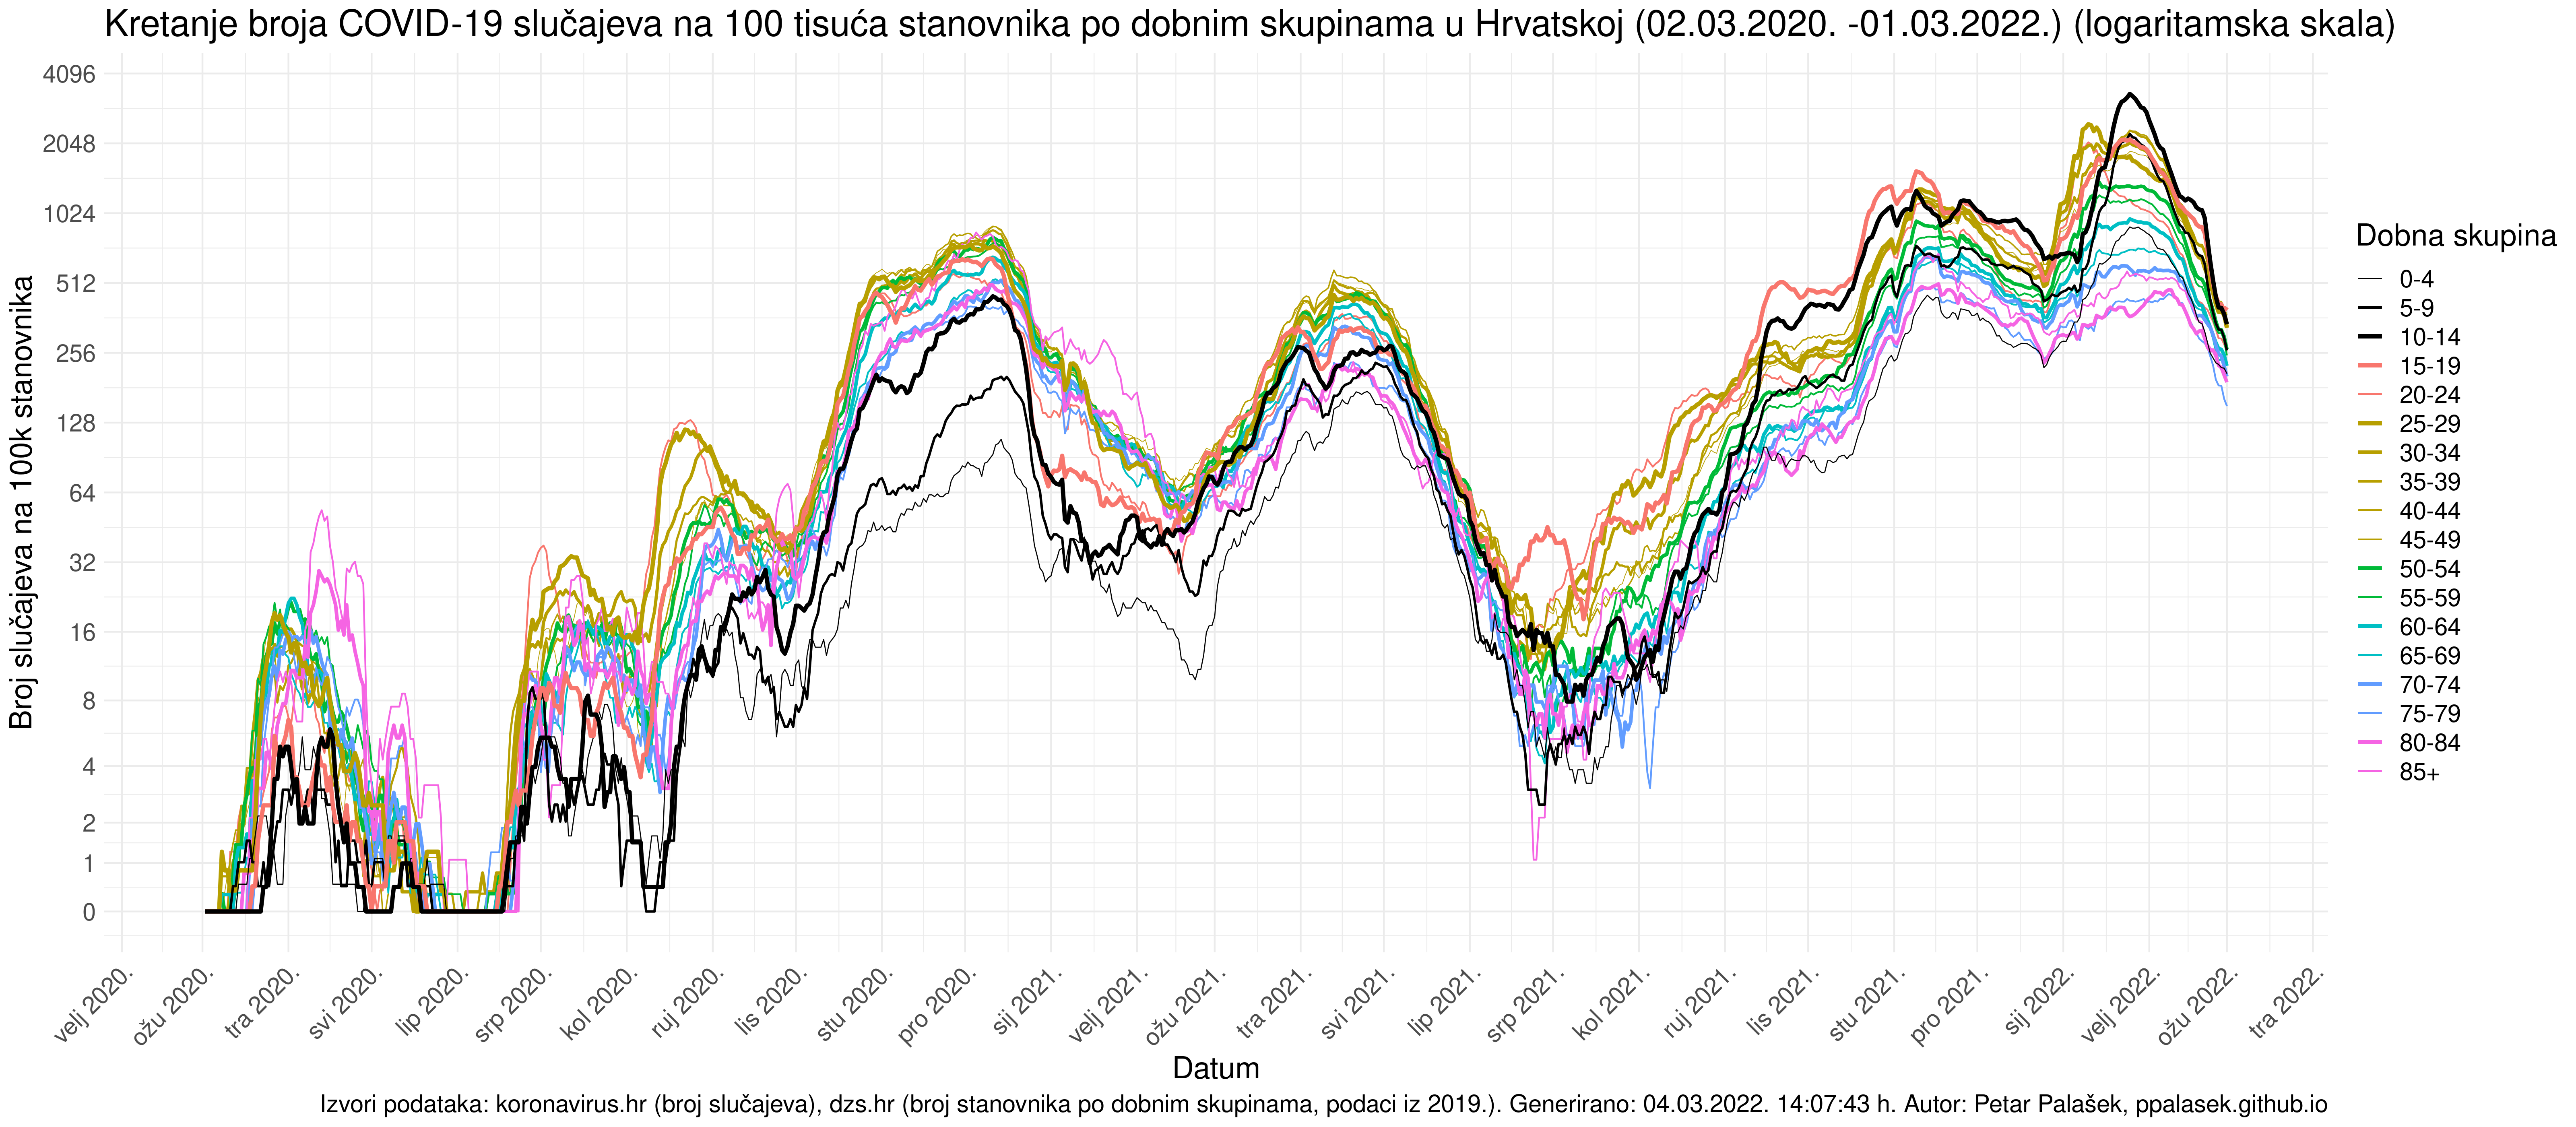 Kretanje broja COVID-19 slučajeva na 100 tisuća stanovnika po dobnim skupinama u Hrvatskoj (02.03.2020. -01.03.2022.) (logaritamska skala)
Broj slučajeva na 100k stanovnika
4096
2048
1024
512
256
128
64
32
16
8
4
2
1
0
velj 2020.
ožu 2020.
tra 2020.
svi 2020.
lip 2020.
srp 2020.
kol 2020.
ruj 2020.
lis 2020.
stu 2020.
pro 2020.
sij 2021.
velj 2021.
ožu 2021.
tra 2021.
svi 2021.
lip 2021.
srp 2021.
kol 2021.
ruj 2021.
lis 2021.
stu 2021.
pro 2021.
sij 2022.
velj 2022.
ožu 2022.
tra 2022.
Datum
Dobna skupina
0-4
5-9
10-14
15-19
20-24
25-29
30-34
35-39
40-44
45-49
50-54
55-59
60-64
65-69
70-74
75-79
80-84
85+
Izvori podataka: koronavirus.hr (broj slučajeva), dzs.hr (broj stanovnika po dobnim skupinama, podaci iz 2019.). Generirano: 04.03.2022. 14:07:43 h. Autor: Petar Palašek, ppalasek.github.io